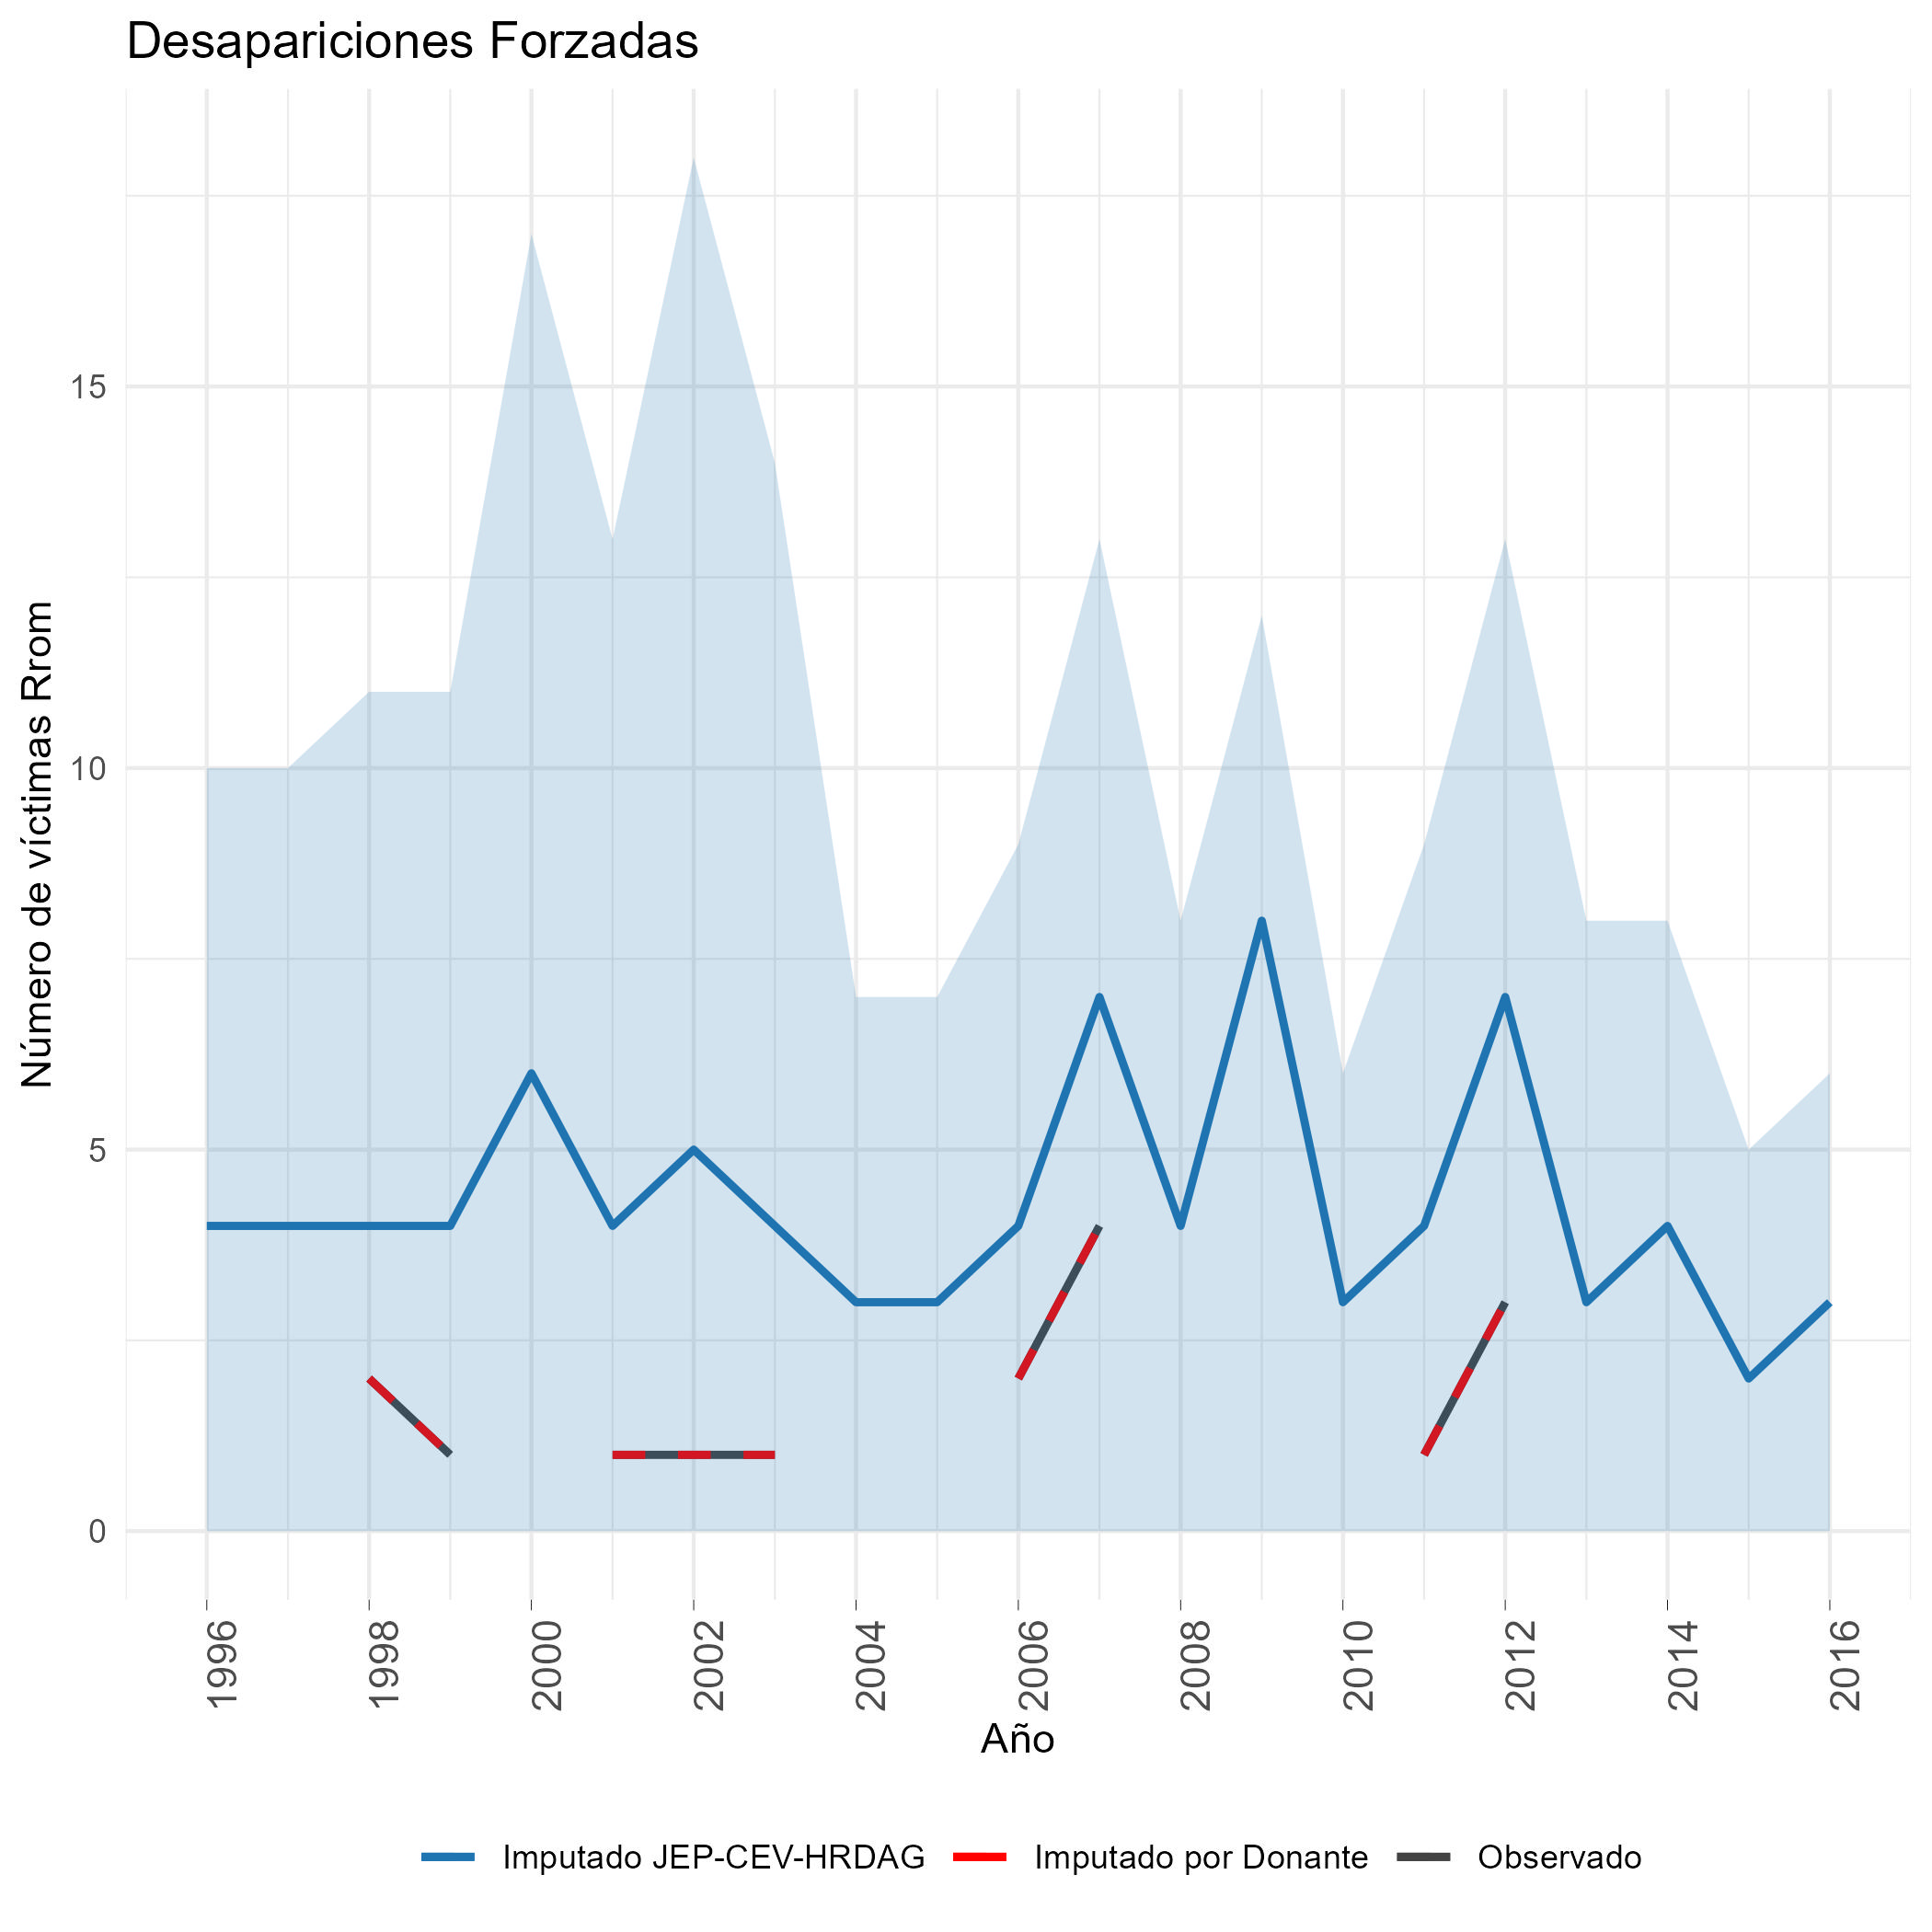 Desapariciones Forzadas
Número de víctimas Rrom
15
10
5
0
1996
1998
2000
2002
2004
2006
2008
2010
2012
2014
2016
Año
Imputado JEP-CEV-HRDAG
Imputado por Donante
Observado